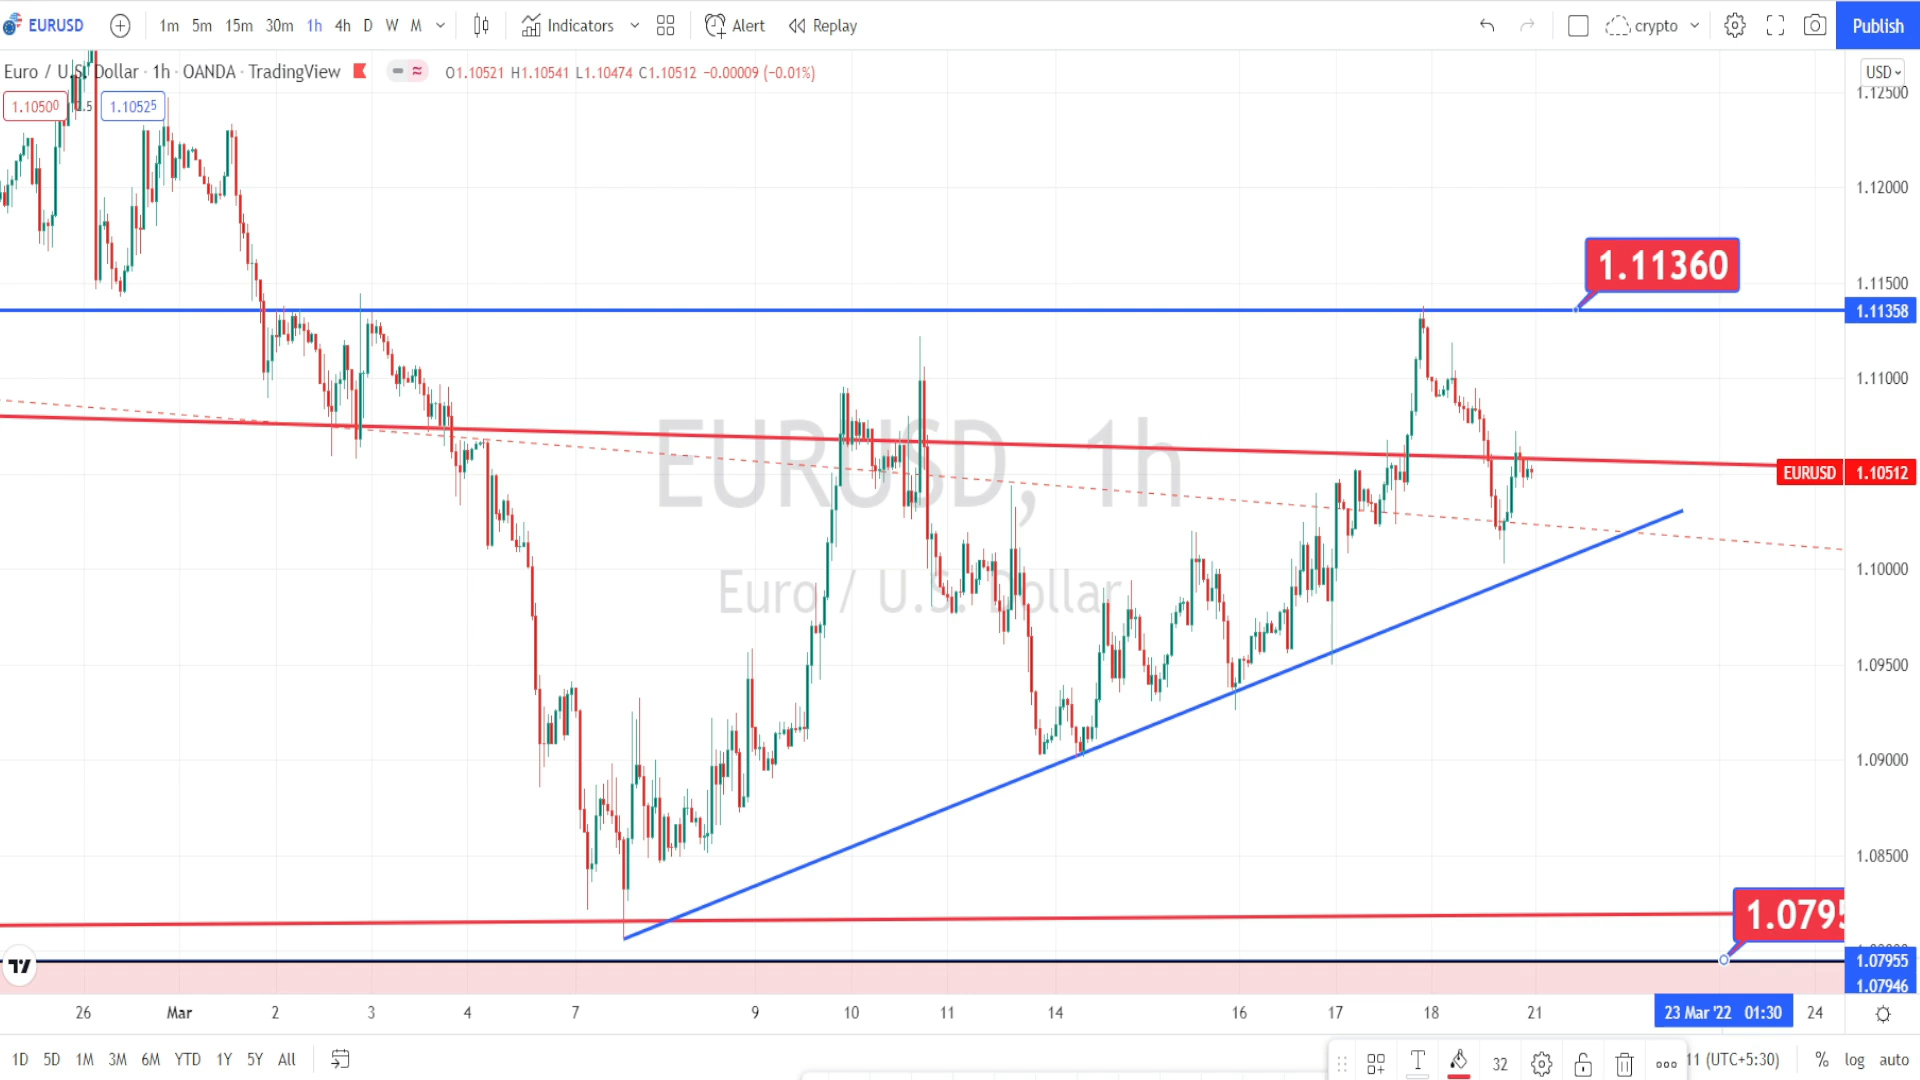 EURUSD 1m 5m 15m 30m 1h 4h D W M Indicators Alert Replay crypto Publish
Euro / U.S. Dollar · 1h · OANDA · TradingView O1.10521 H1.10541 L1.10474 C1.10512 −0.00009 (−0.01%)
USD
1.10500 1.10525
1.12500
1.12000
1.11500
1.11360
1.11358
1.11000
EURUSD 1.10512
EURUSD, 1h
Euro / U.S. Dollar
1.10000
1.09500
1.09000
1.08500
1.0795
1.07955
1.07946
26 Mar 2 3 4 7 9 10 11 14 16 17 18 21 23 Mar '22 01:30 24
1D 5D 1M 3M 6M YTD 1Y 5Y All
T 32 11 (UTC+5:30) % log auto